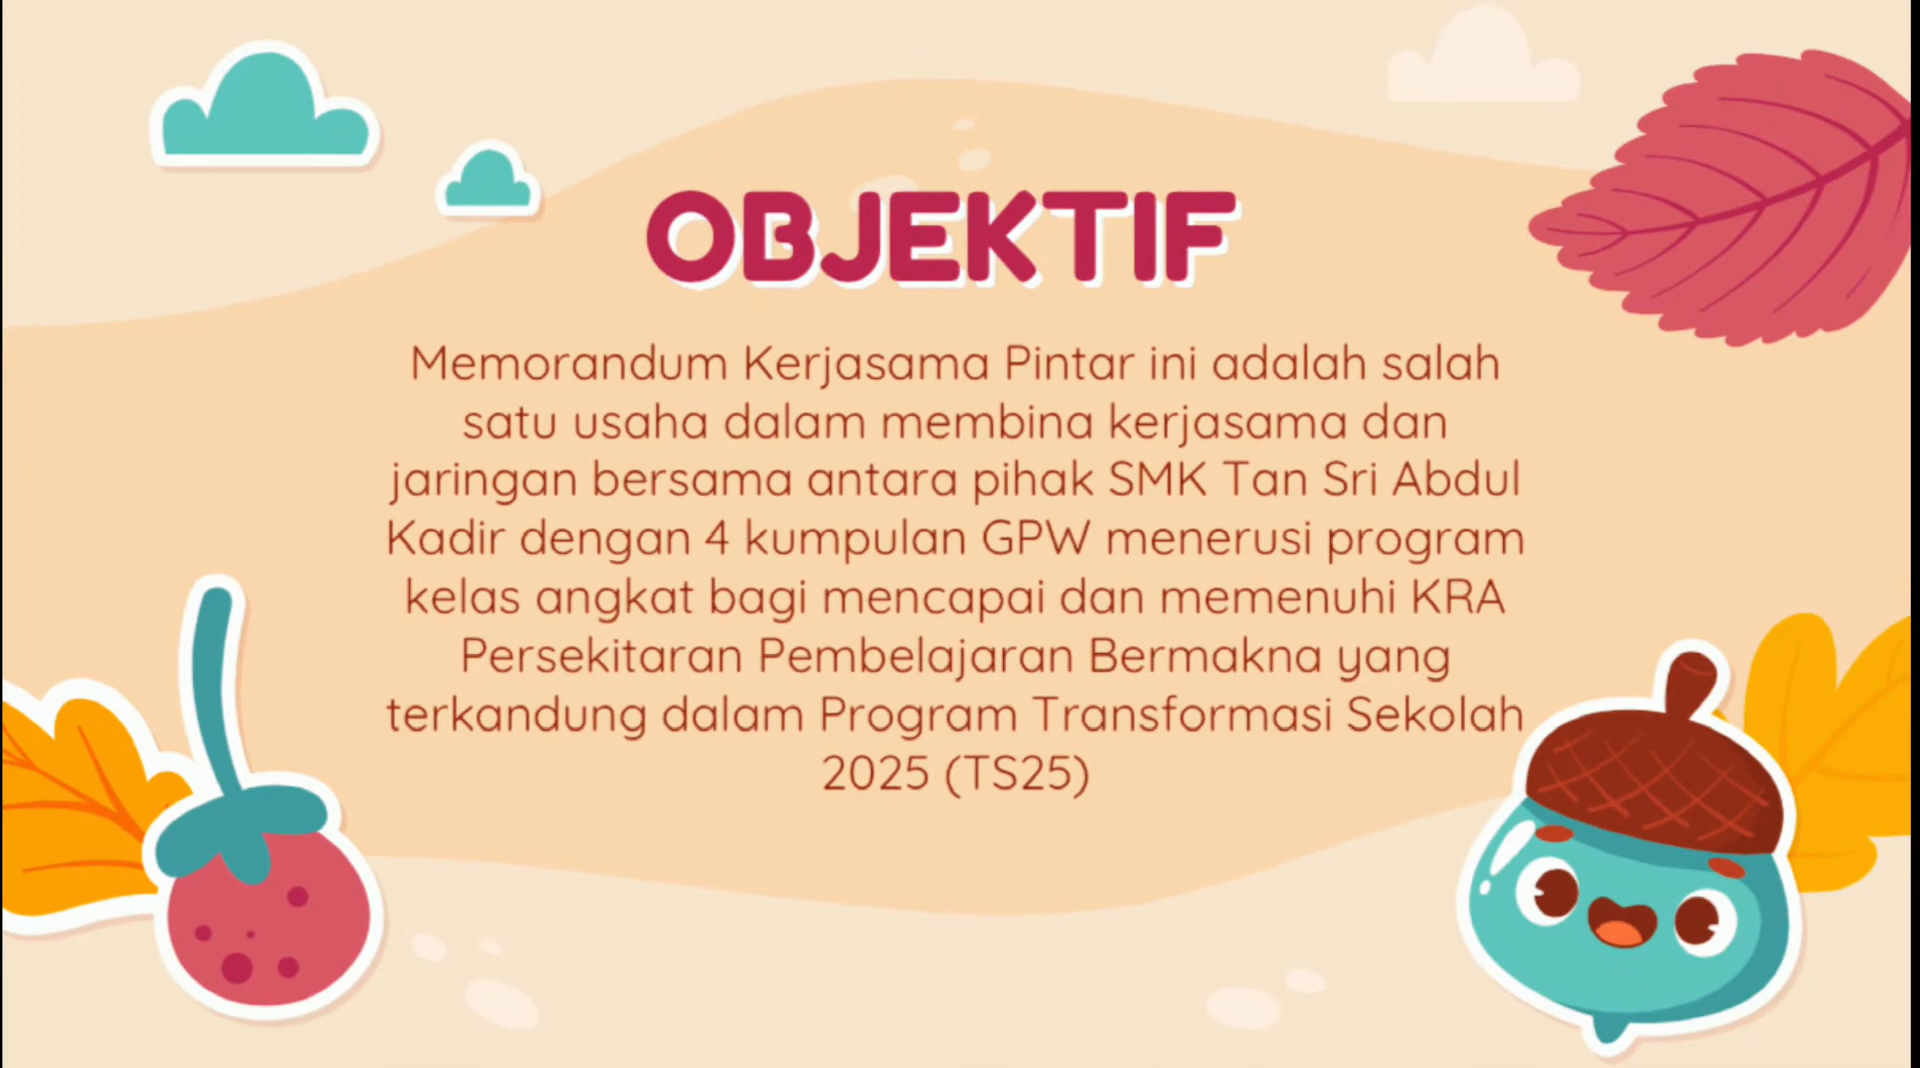 OBJEKTIF
Memorandum Kerjasama Pintar ini adalah salah
satu usaha dalam membina kerjasama dan
jaringan bersama antara pihak SMK Tan Sri Abdul
Kadir dengan 4 kumpulan GPW menerusi program
kelas angkat bagi mencapai dan memenuhi KRA
Persekitaran Pembelajaran Bermakna yang
terkandung dalam Program Transformasi Sekolah
2025 (TS25)